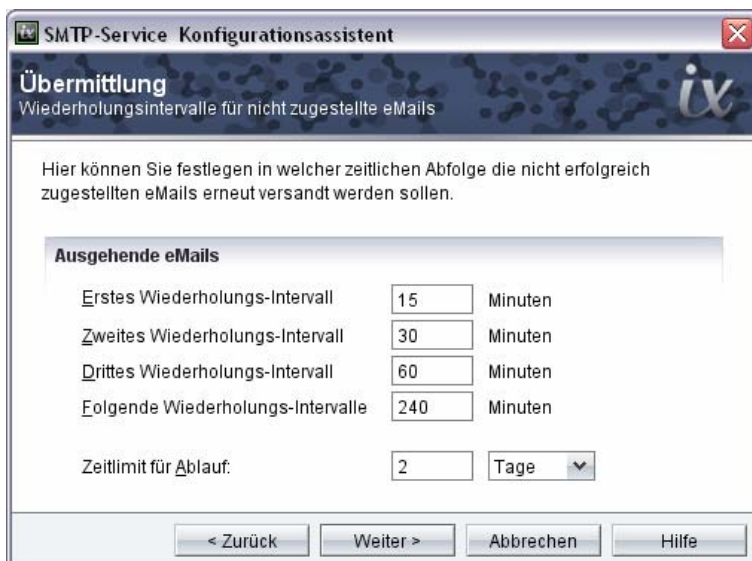 ix SMTP-Service Konfigurationsassistent
Übermittlung
Wiederholungsintervalle für nicht zugestellte eMails
ix
Hier können Sie festlegen in welcher zeitlichen Abfolge die nicht erfolgreich
zugestellten eMails erneut versandt werden sollen.
Ausgehende eMails
Erstes Wiederholungs-Intervall 15 Minuten
Zweites Wiederholungs-Intervall 30 Minuten
Drittes Wiederholungs-Intervall 60 Minuten
Folgende Wiederholungs-Intervalle 240 Minuten
Zeitlimit für Ablauf: 2 Tage
< Zurück Weiter > Abbrechen Hilfe